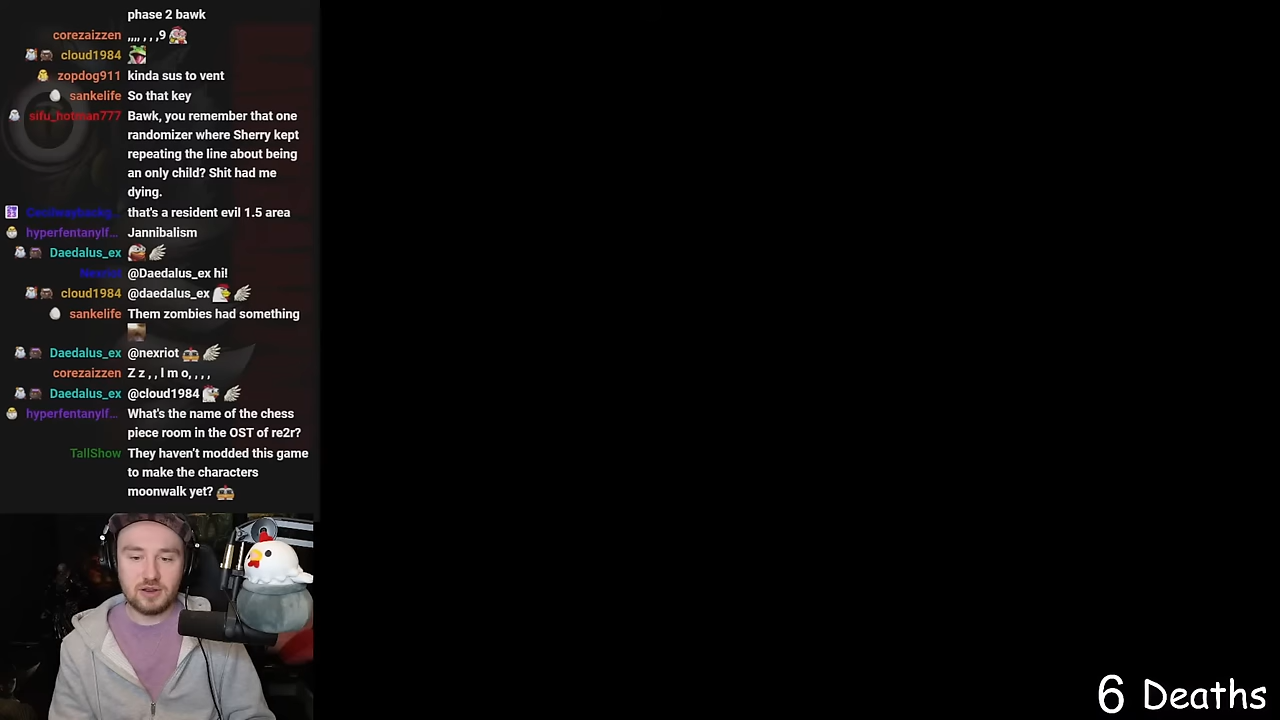 phase 2 bawk
corezaizzen ,,,, , , ,9
cloud1984
zopdog911 kinda sus to vent
sankelife So that key
sifu_hotman777 Bawk, you remember that one
randomizer where Sherry kept
repeating the line about being
an only child? Shit had me
dying.
that's a resident evil 1.5 area
hyperfentanylf... Jannibalism
Daedalus_ex
Nexriot @Daedalus_ex hi!
cloud1984 @daedalus_ex
sankelife Them zombies had something
Daedalus_ex @nexriot
corezaizzen Z z , , l m o, , , ,
Daedalus_ex @cloud1984
hyperfentanylf... What's the name of the chess
piece room in the OST of re2r?
TallShow They haven't modded this game
to make the characters
moonwalk yet?
6 Deaths